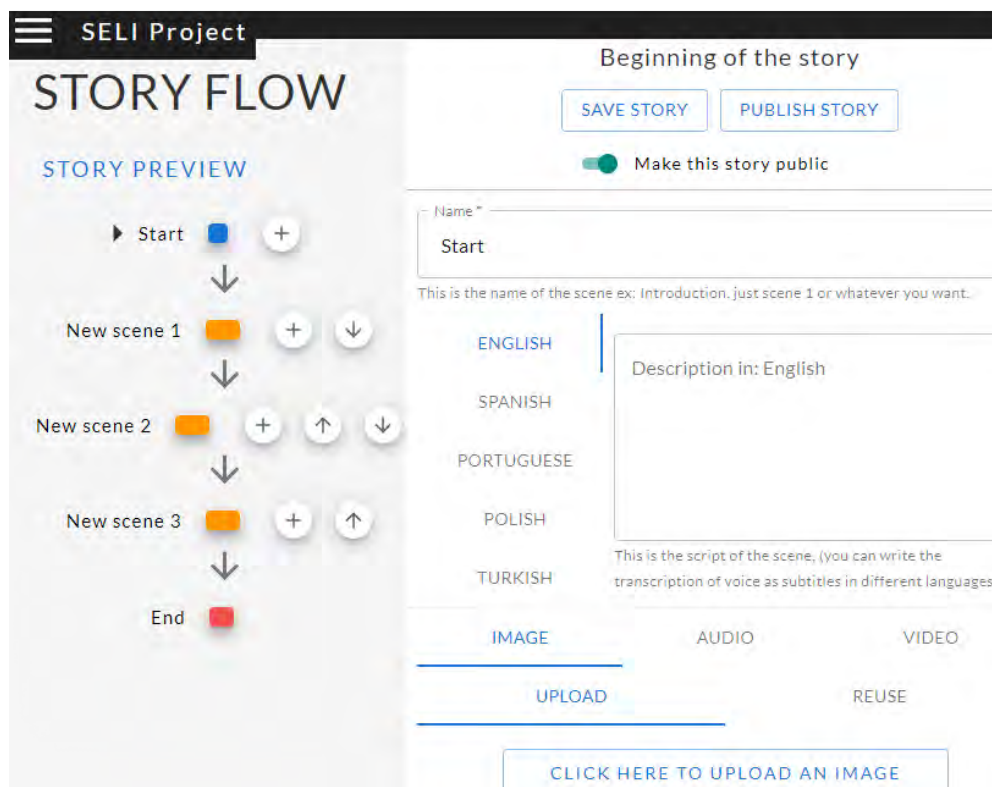 SELI Project
STORY FLOW
STORY PREVIEW
Start
New scene 1
New scene 2
New scene 3
End
Beginning of the story
SAVE STORY
PUBLISH STORY
Make this story public
Name *
Start
This is the name of the scene ex: Introduction, just scene 1 or whatever you want.
ENGLISH
SPANISH
PORTUGUESE
POLISH
TURKISH
Description in: English
This is the script of the scene, (you can write the
transcription of voice as subtitles in different languages
IMAGE
AUDIO
VIDEO
UPLOAD
REUSE
CLICK HERE TO UPLOAD AN IMAGE